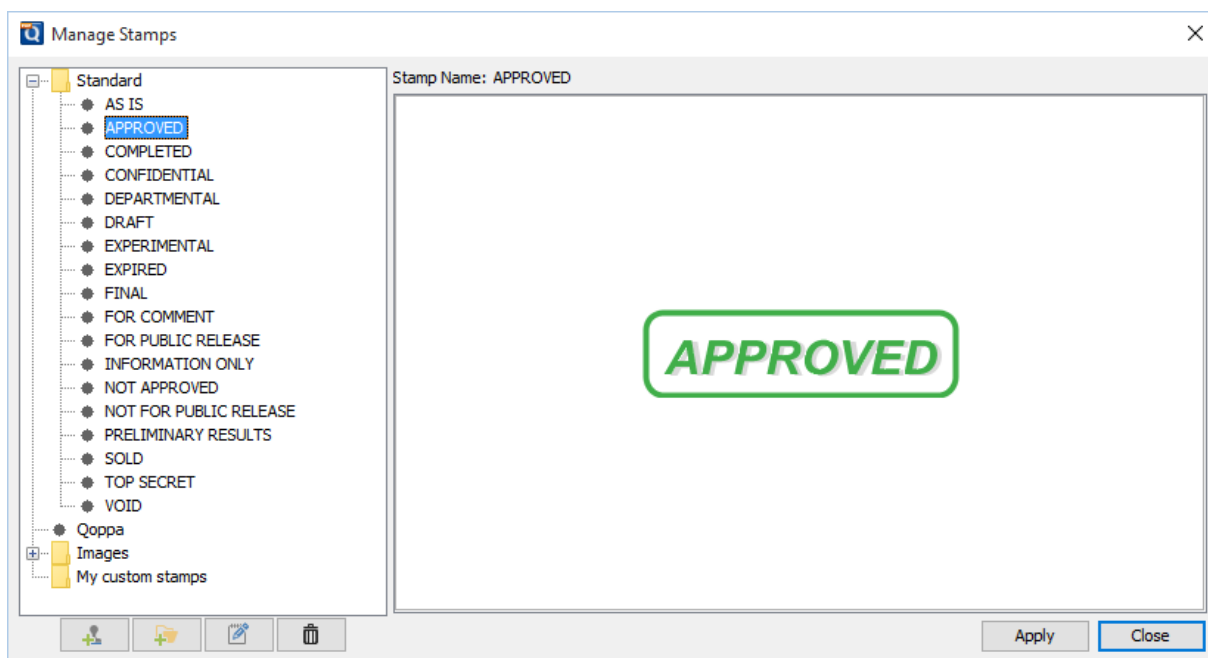 Manage Stamps
Standard
AS IS
APPROVED
COMPLETED
CONFIDENTIAL
DEPARTMENTAL
DRAFT
EXPERIMENTAL
EXPIRED
FINAL
FOR COMMENT
FOR PUBLIC RELEASE
INFORMATION ONLY
NOT APPROVED
NOT FOR PUBLIC RELEASE
PRELIMINARY RESULTS
SOLD
TOP SECRET
VOID
Qoppa
Images
My custom stamps
Stamp Name: APPROVED
APPROVED
Apply
Close